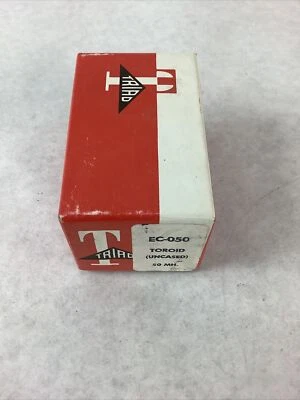 T TRIAD
T TRIAD
EC-050
TOROID
(UNCASED)
50 MH.